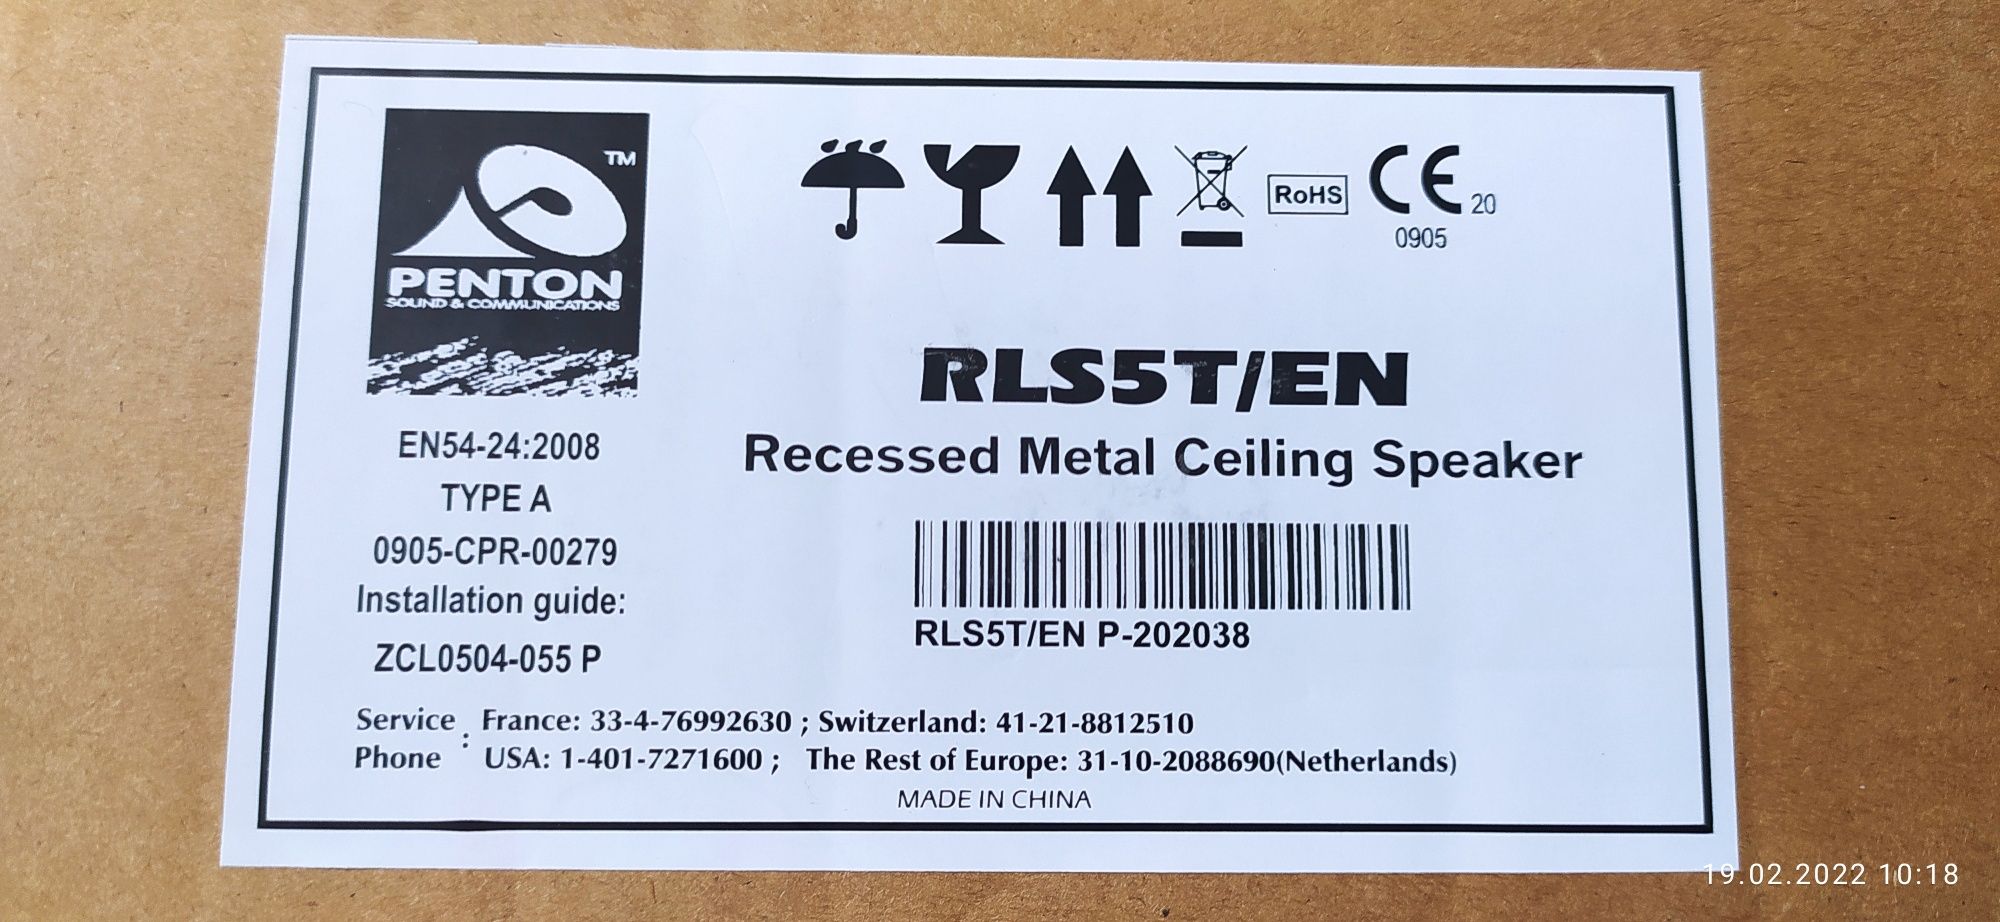 TM
PENTON
SOUND & COMMUNICATIONS
EN54-24:2008
TYPE A
0905-CPR-00279
Installation guide:
ZCL0504-055 P
RoHS
CE 20
0905
RLS5T/EN
Recessed Metal Ceiling Speaker
RLS5T/EN P-202038
Service Phone : France: 33-4-76992630 ; Switzerland: 41-21-8812510
USA: 1-401-7271600 ; The Rest of Europe: 31-10-2088690(Netherlands)
MADE IN CHINA
19.02.2022 10:18